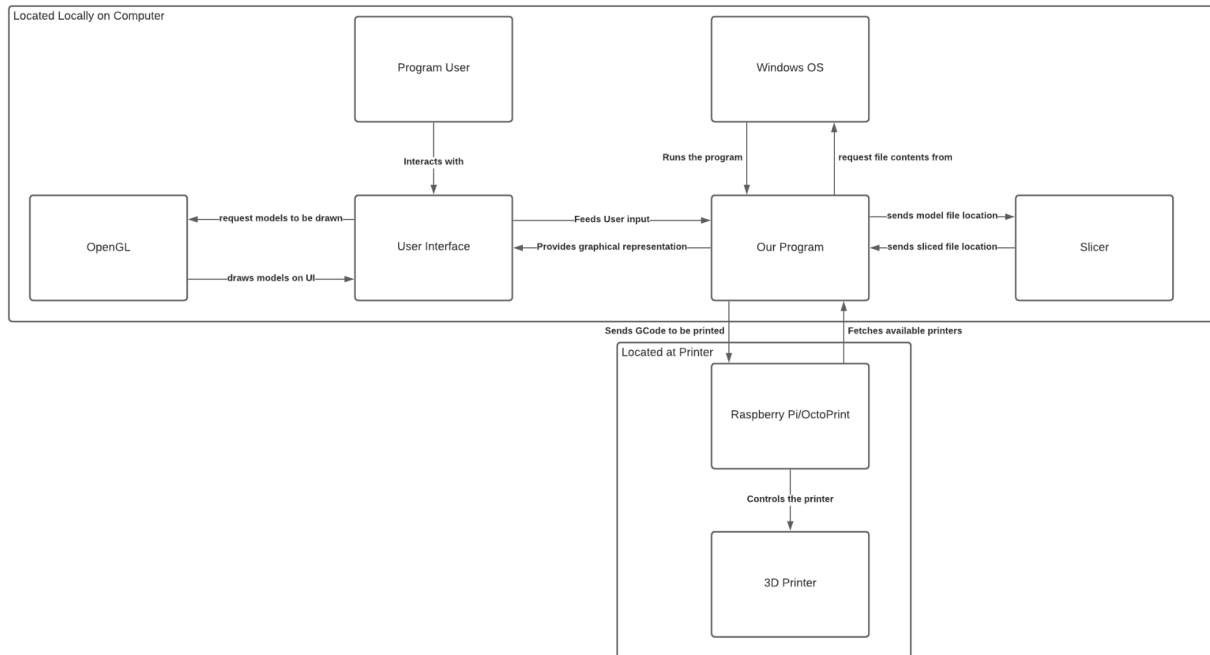 Located Locally on Computer
Program User
Windows OS
Interacts with
Runs the program
request file contents from
OpenGL
request models to be drawn
draws models on UI
User Interface
Feeds User input
Provides graphical representation
Our Program
sends model file location
sends sliced file location
Slicer
Sends GCode to be printed
Fetches available printers
Located at Printer
Raspberry Pi/OctoPrint
Controls the printer
3D Printer